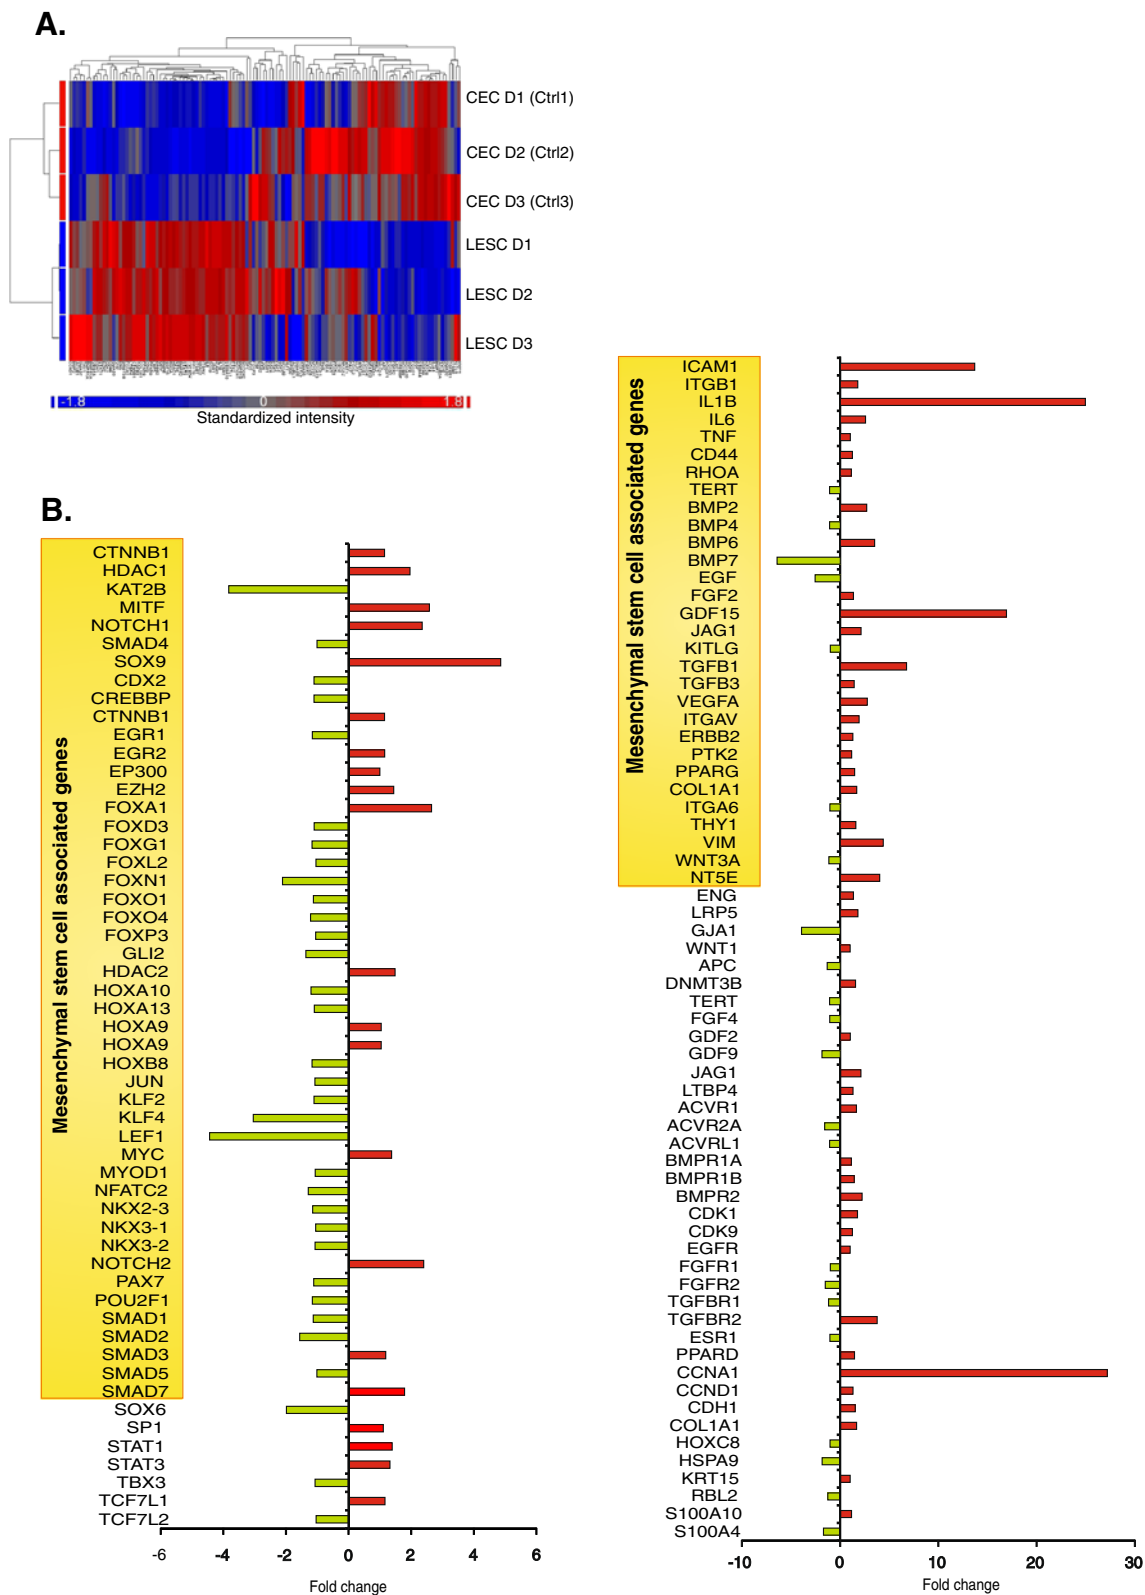 A.
CEC D1 (Ctrl1)
CEC D2 (Ctrl2)
CEC D3 (Ctrl3)
LESC D1
LESC D2
LESC D3
-1.8 0 1.8
Standardized intensity
B.
Mesenchymal stem cell associated genes
CTNNB1
HDAC1
KAT2B
MITF
NOTCH1
SMAD4
SOX9
CDX2
CREBBP
CTNNB1
EGR1
EGR2
EP300
EZH2
FOXA1
FOXD3
FOXG1
FOXL2
FOXN1
FOXO1
FOXO4
FOXP3
GLI2
HDAC2
HOXA10
HOXA13
HOXA9
HOXA9
HOXB8
JUN
KLF2
KLF4
LEF1
MYC
MYOD1
NFATC2
NKX2-3
NKX3-1
NKX3-2
NOTCH2
PAX7
POU2F1
SMAD1
SMAD2
SMAD3
SMAD5
SMAD7
SOX6
SP1
STAT1
STAT3
TBX3
TCF7L1
TCF7L2
-6 -4 -2 0 2 4 6
Fold change
Mesenchymal stem cell associated genes
ICAM1
ITGB1
IL1B
IL6
TNF
CD44
RHOA
TERT
BMP2
BMP4
BMP6
BMP7
EGF
FGF2
GDF15
JAG1
KITLG
TGFB1
TGFB3
VEGFA
ITGAV
ERBB2
PTK2
PPARG
COL1A1
ITGA6
THY1
VIM
WNT3A
NT5E
ENG
LRP5
GJA1
WNT1
APC
DNMT3B
TERT
FGF4
GDF2
GDF9
JAG1
LTBP4
ACVR1
ACVR2A
ACVRL1
BMPR1A
BMPR1B
BMPR2
CDK1
CDK9
EGFR
FGFR1
FGFR2
TGFBR1
TGFBR2
ESR1
PPARD
CCNA1
CCND1
CDH1
COL1A1
HOXC8
HSPA9
KRT15
RBL2
S100A10
S100A4
-10 0 10 20 30
Fold change